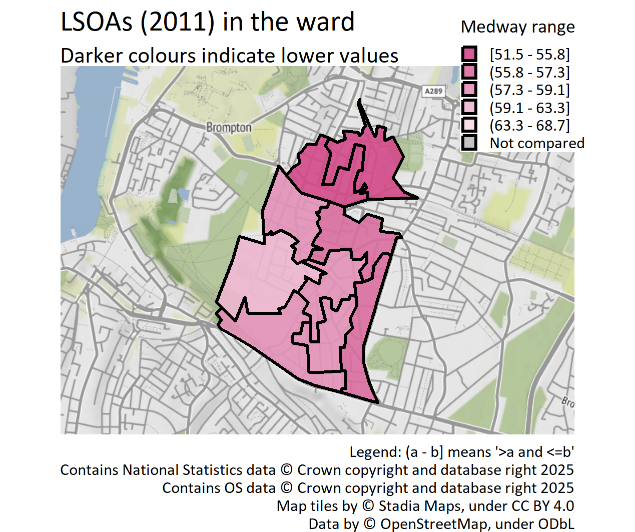 LSOAs (2011) in the ward
Darker colours indicate lower values
Medway range
[51.5 - 55.8]
(55.8 - 57.3]
(57.3 - 59.1]
(59.1 - 63.3]
(63.3 - 68.7]
Not compared
A289
Brompton
Bro
Legend: (a - b] means '>a and <=b'
Contains National Statistics data © Crown copyright and database right 2025
Contains OS data © Crown copyright and database right 2025
Map tiles by © Stadia Maps, under CC BY 4.0
Data by © OpenStreetMap, under ODbL